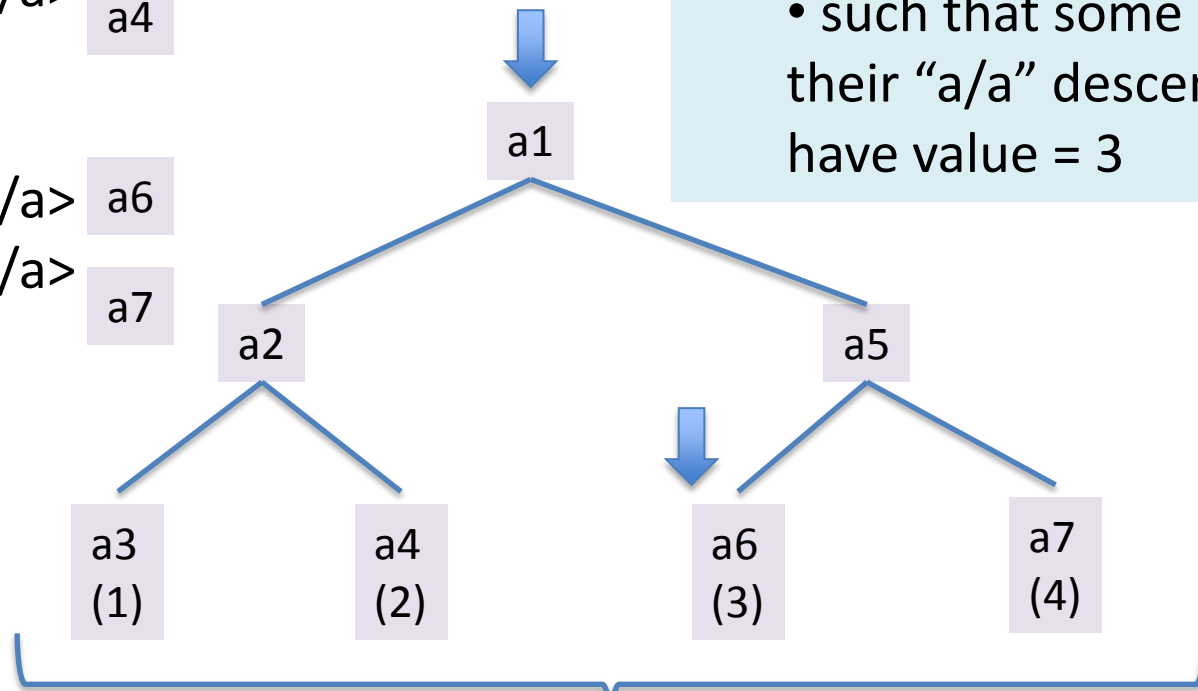 /a>
a4
• such that some
their “a/a”
have value = 3
a1
/a> a6
/a>
a7
a2
a5
a3
(1)
a4
(2)
a6
(3)
a7
(4)